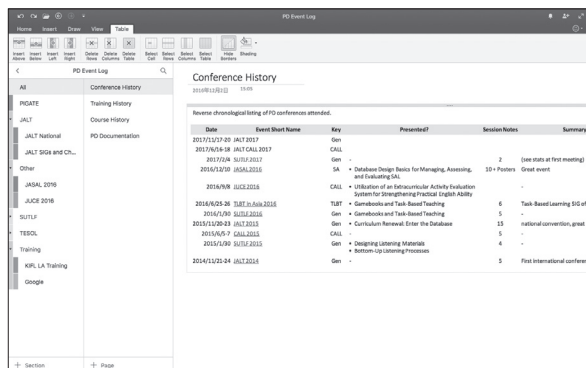 PD Event Log
Home Insert Draw View Table
Insert Above
Insert Below
Insert Left
Insert Right
Delete Rows
Delete Columns
Delete Table
Select Cell
Select Row
Select Columns
Select Table
Hide Borders
Shading
PD Event Log
All
PIGATE
JALT
JALT National
JALT SIGs and Ch...
Other
JASAL 2016
JUCE 2016
SUTLF
TESOL
Training
KIFL LA Training
Google
+ Section
Conference History
Training History
Course History
PD Documentation
+ Page
Conference History
15:05
Reverse chronological listing of PD conferences attended.
Date Event Short Name Key Presented? Session Notes Summary
2017/11/17-20 JALT 2017 Gen
2017/6/16-18 JALT CALL 2017 CALL
2017/2/4 SUTLF 2017 Gen - 2 (see stats at first meeting)
2016/12/10 JASAL 2016 SA • Database Design Basics for Managing, Assessing, 10 + Posters Great event
and Evaluating SAL
2016/9/8 JUCE 2016 CALL • Utilization of an Extracurricular Activity Evaluation -
System for Strengthening Practical English Ability
2016/6/25-26 TLBT in Asia 2016 TLBT • Gamebooks and Task-Based Teaching 6 Task-Based Learning SIG of
2016/1/30 SUTLF 2016 Gen • Gamebooks and Task-Based Teaching 5 -
2015/11/20-23 JALT 2015 Gen • Curriculum Renewal: Enter the Database 15 national convention, great
2015/6/5-7 CALL 2015 CALL - 5 -
2015/1/30 SUTLF 2015 Gen • Designing Listening Materials 4 -
• Bottom-Up Listening Processes
2014/11/21-24 JALT 2014 Gen - 5 First international conferen